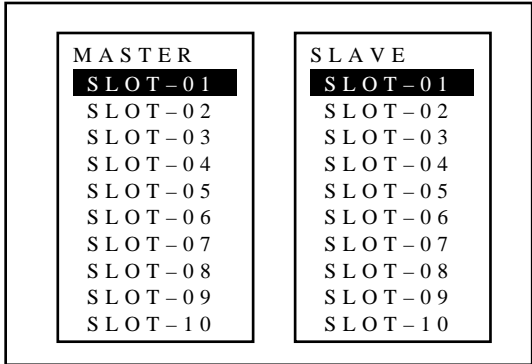 MASTER
SLOT–01
SLOT–02
SLOT–03
SLOT–04
SLOT–05
SLOT–06
SLOT–07
SLOT–08
SLOT–09
SLOT–10
SLAVE
SLOT–01
SLOT–02
SLOT–03
SLOT–04
SLOT–05
SLOT–06
SLOT–07
SLOT–08
SLOT–09
SLOT–10